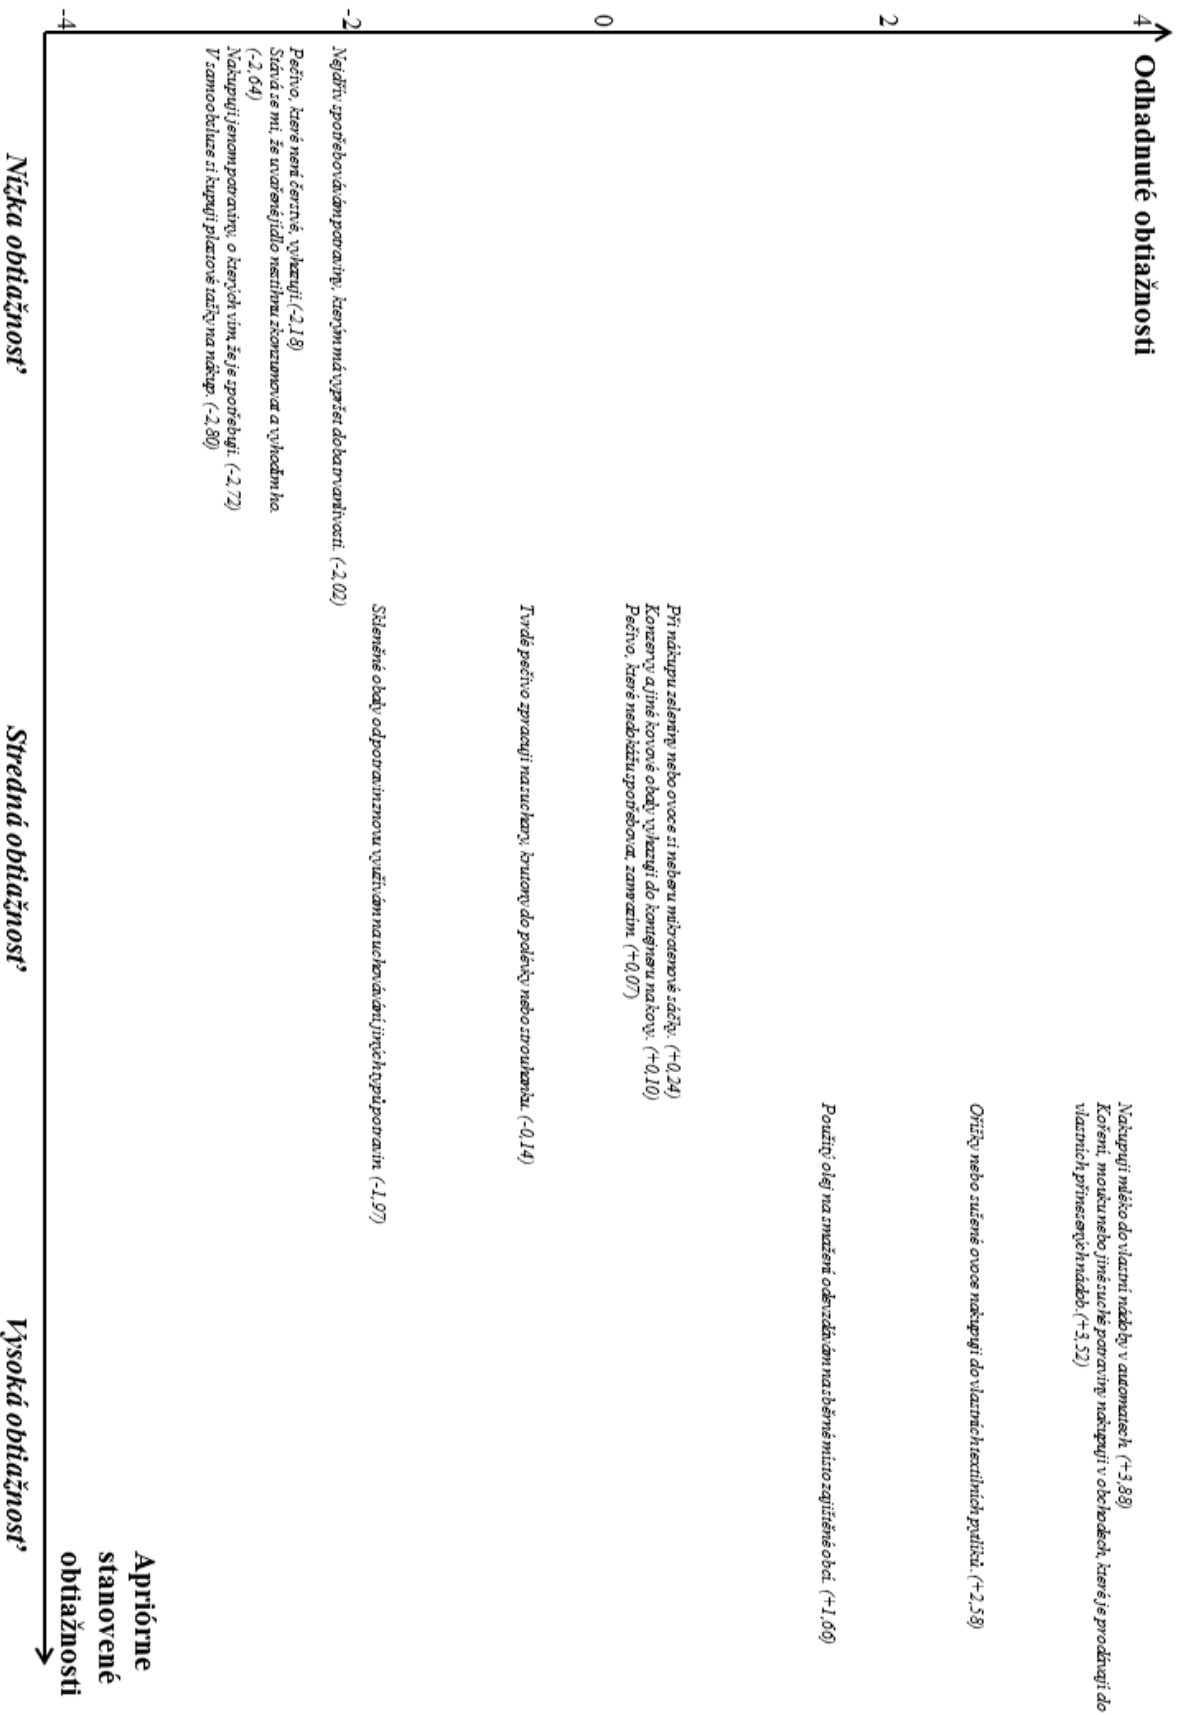 Odhadnuté obtiažnosti
4
2
0
-2
-4
Nakupuji mléko do vlastní nádoby v automatech. (+3,88)
Koření, mouku nebo jiné suché potraviny nakupuji v obchodech, které je prodávají do
vlastních přinesených nádob.(+3,52)
Oříšky nebo sušené ovoce nakupuji do vlastních textilních pytlíků. (+2,58)
Použitý olej na smažení odevzdávám na sběrné místo zajištěné obcí. (+1,66)
Při nákupu zeleniny nebo ovoce si neberu mikrotenové sáčky. (+0,24)
Konzervy a jiné kovové obaly vyhazuji do kontejneru na kovy. (+0,10)
Pečivo, které nedokážu spotřebovat, zamrazím. (+0,07)
Tvrdé pečivo zpracuji na suchary, krutony do polévky nebo strouhanku. (-0,14)
Skleněné obaly od potravin znovu využívám na uchovávání jiných typů potravin. (-1,97)
Nejdřív spotřebovávám potraviny, kterým má vypršet doba trvanlivosti. (-2,02)
Pečivo, které není čerstvé, vyhazuji.(-2,18)
Stává se mi, že uvařené jídlo nestihnu zkonzumovat a vyhodím ho.
(-2,64)
Nakupuji jenom potraviny, o kterých vím, že je spotřebuji. (-2,72)
V samoobsluze si kupuji plastové tašky na nákup. (-2,80)
Nízka obtiažnosť
Stredná obtiažnosť
Vysoká obtiažnosť
Apriórne
stanovené
obtiažnosti